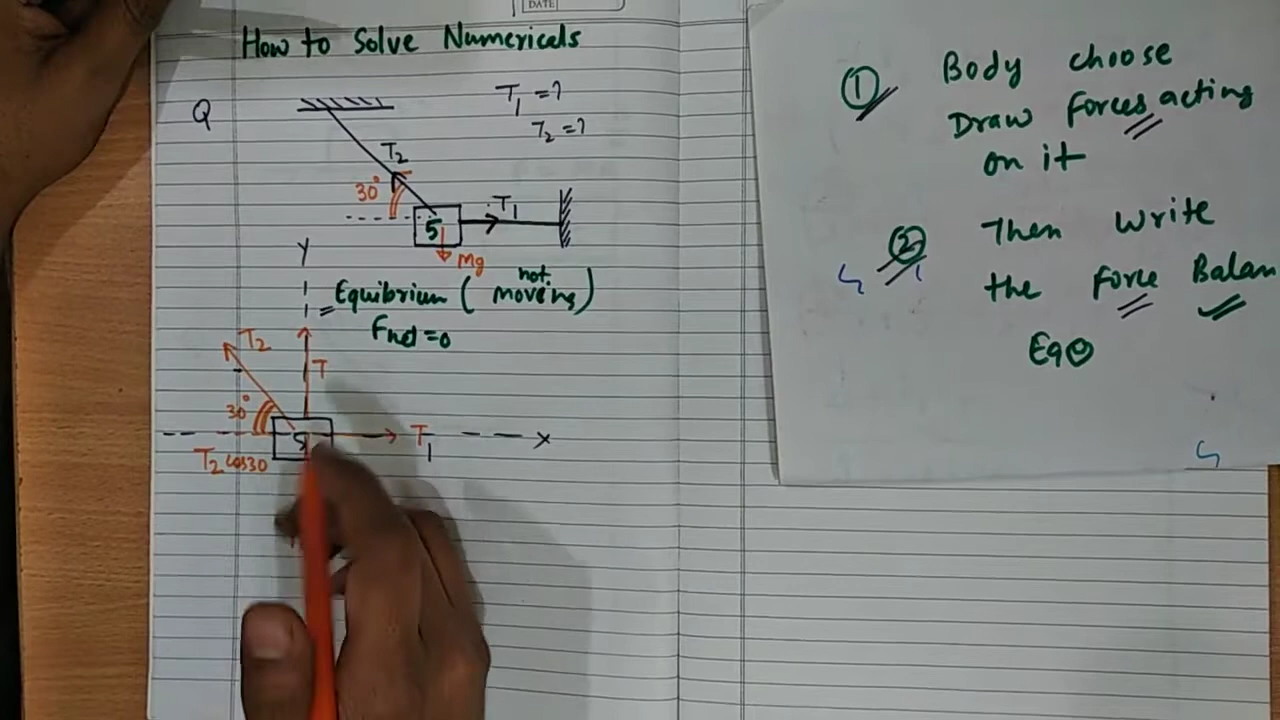 DATE
How to Solve Numericals
Q
T1 = ?
T2 = ?
T2
30°
5
T1
Mg
Y
Equibrium ( not moving )
Fnet = 0
T2
T
30°
5
T1
x
T2 cos30
1
Body choose
Draw forces acting
on it
2
Then Write
the force Balan
Eq